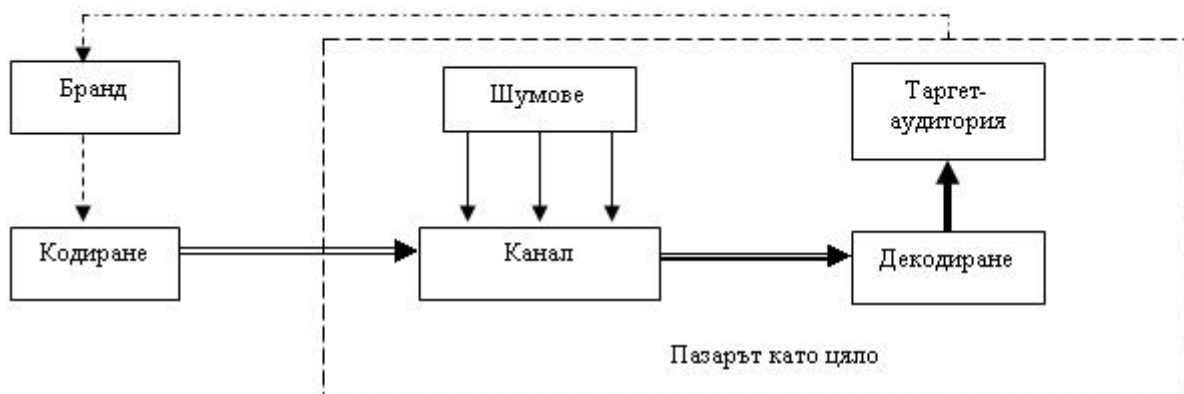 Бранд
Шумове
Таргет-
аудитория
Кодиране
Канал
Декодиране
Пазарът като цяло